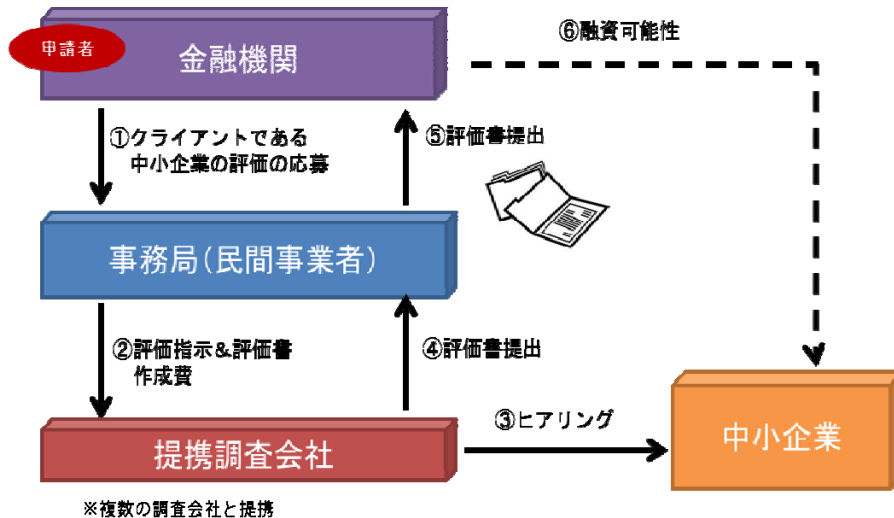 申請者
金融機関
⑥融資可能性
①クライアントである
中小企業の評価の応募
⑤評価書提出
事務局(民間事業者)
②評価指示&評価書
作成費
④評価書提出
③ヒアリング
提携調査会社
中小企業
※複数の調査会社と提携